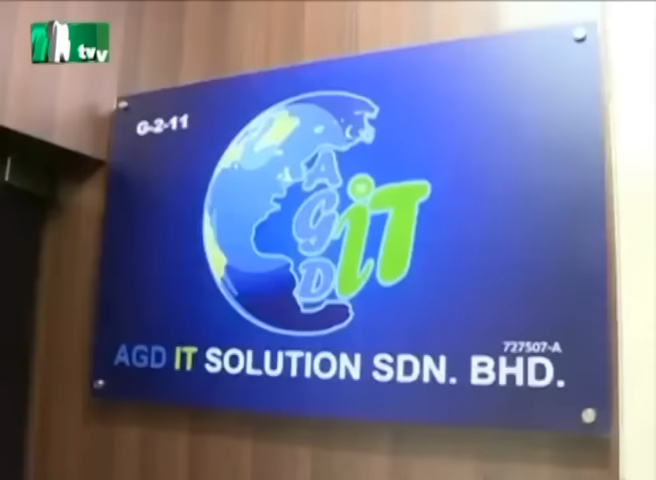 tvv
G-2-11
AGD
iT
727507-A
AGD IT SOLUTION SDN. BHD.